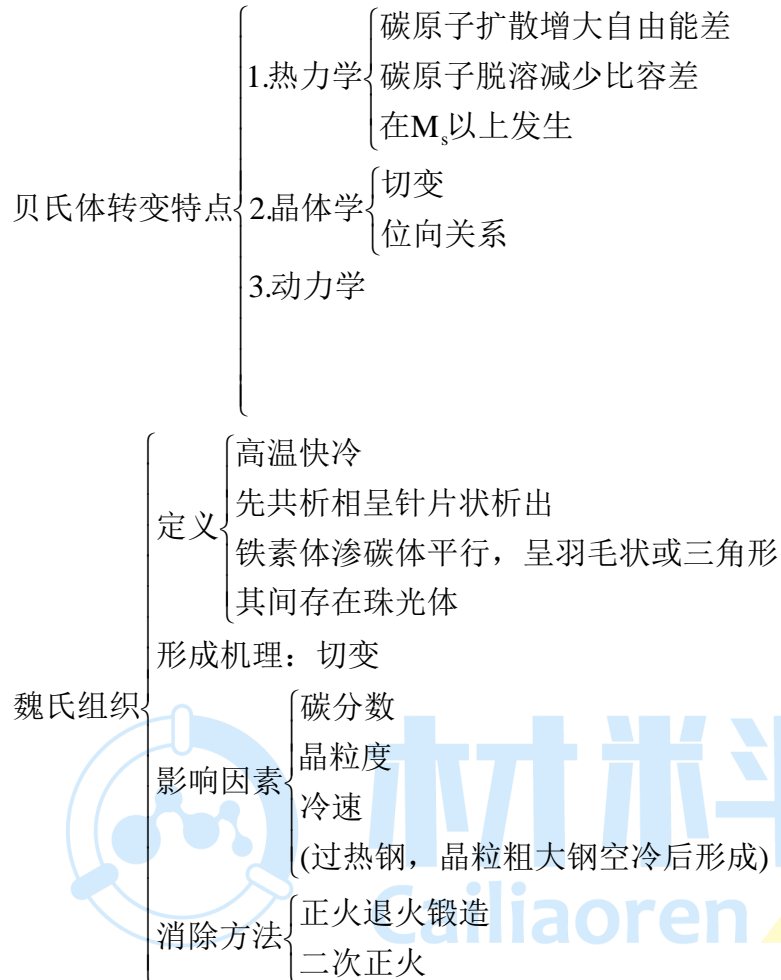 碳原子扩散增大自由能差
1.热力学
碳原子脱溶减少比容差
在Ms以上发生
贝氏体转变特点
切变
2.晶体学
位向关系
3.动力学
高温快冷
先共析相呈针片状析出
定义
铁素体渗碳体平行，呈羽毛状或三角形
其间存在珠光体
形成机理：切变
魏氏组织
碳分数
晶粒度
影响因素
冷速
(过热钢，晶粒粗大钢空冷后形成)
正火退火锻造
消除方法
二次正火
材料
Cailiaoren